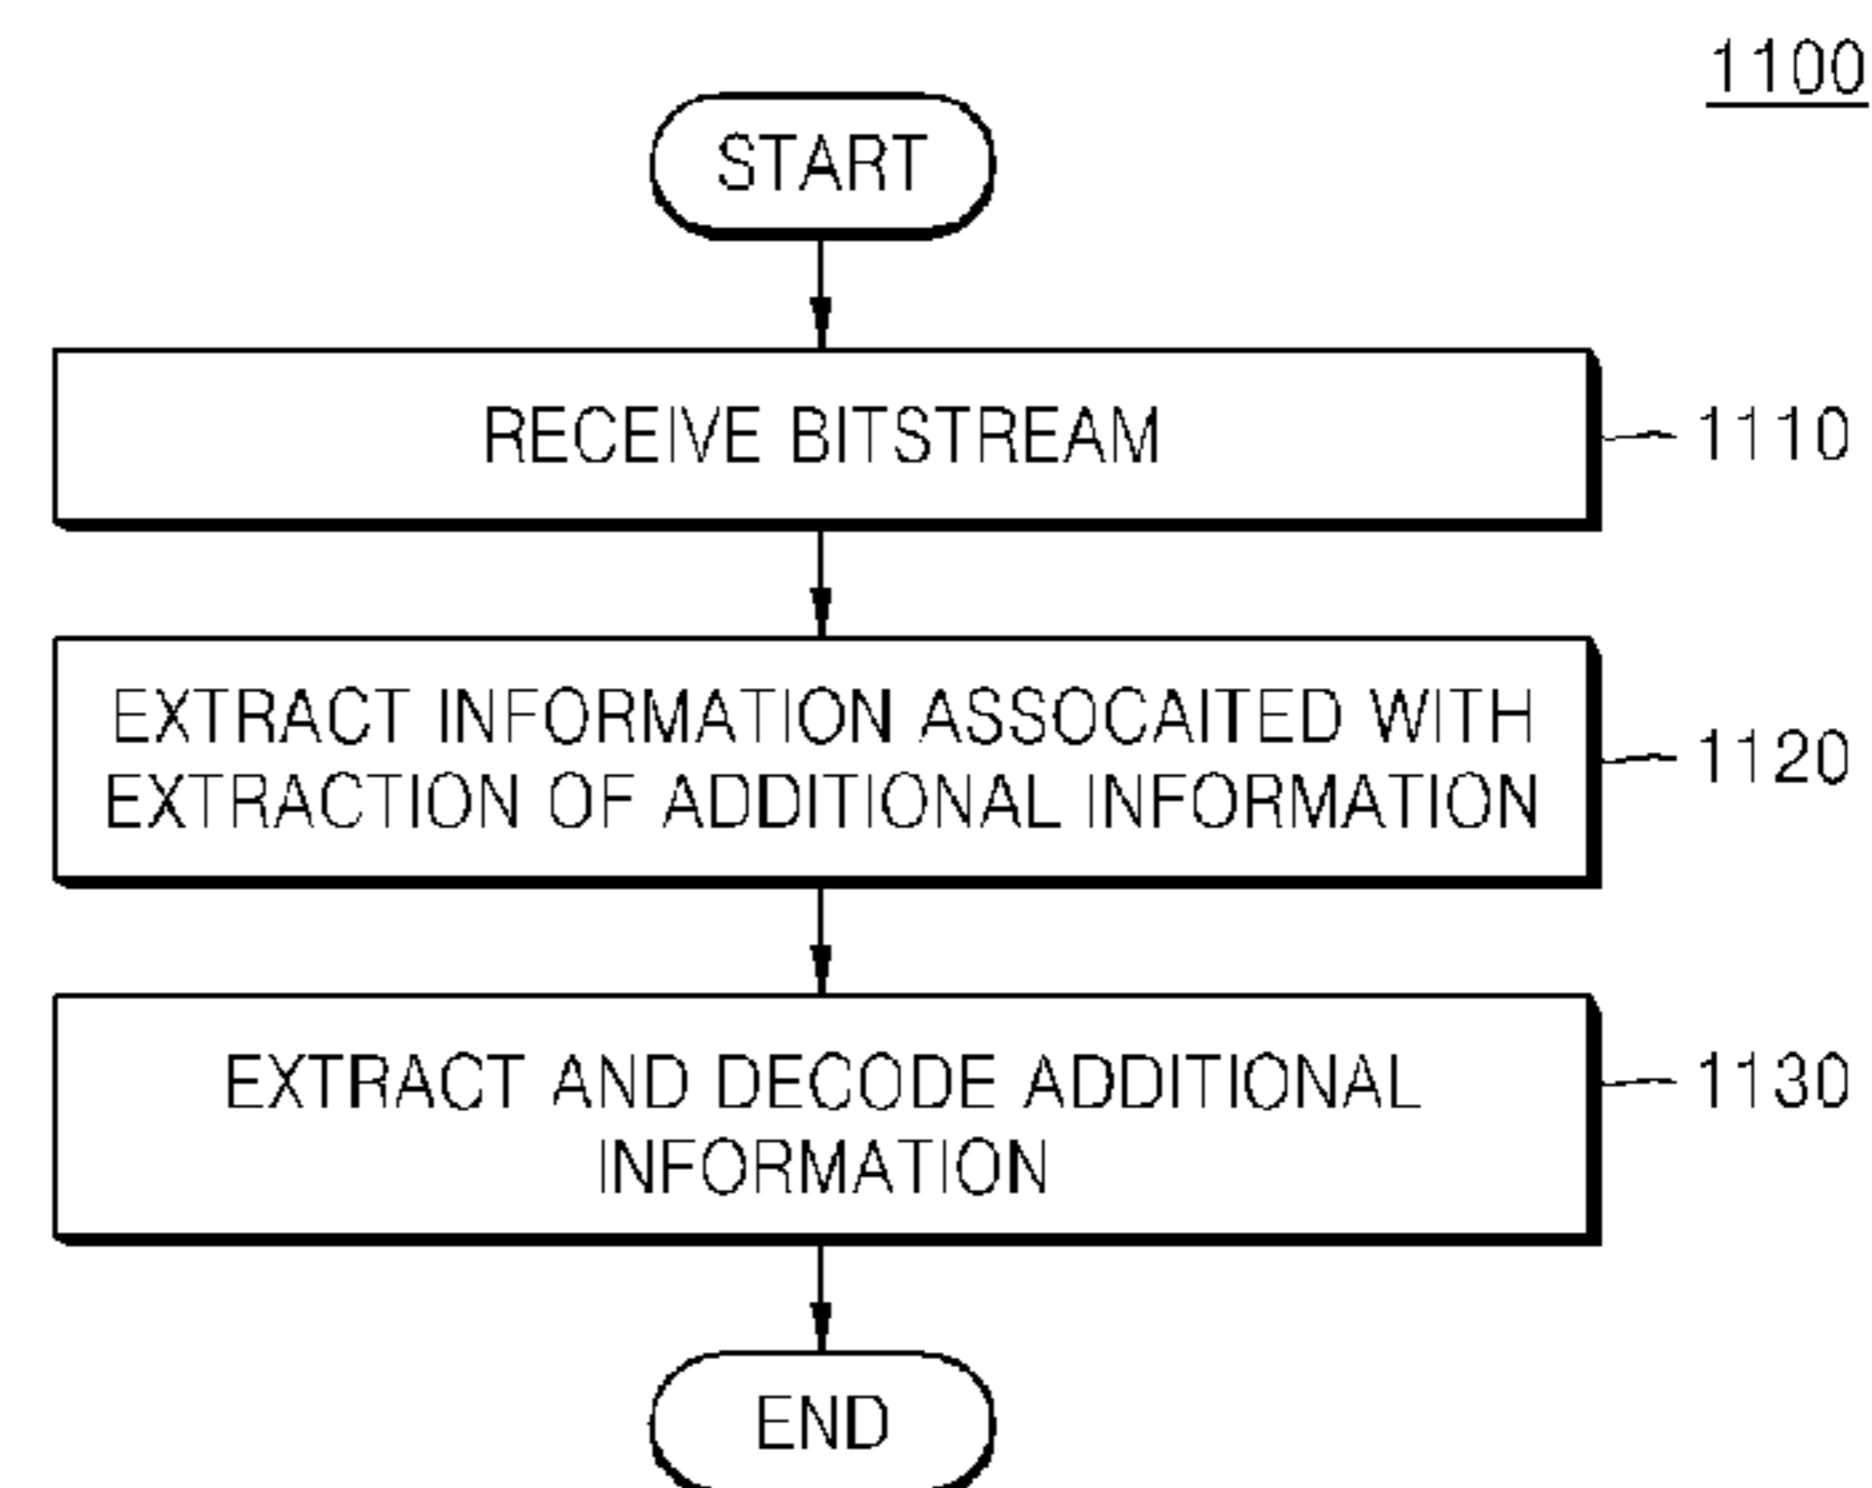 1100
START
RECEIVE BITSTREAM
1110
EXTRACT INFORMATION ASSOCAITED WITH
EXTRACTION OF ADDITIONAL INFORMATION
1120
EXTRACT AND DECODE ADDITIONAL
INFORMATION
1130
END